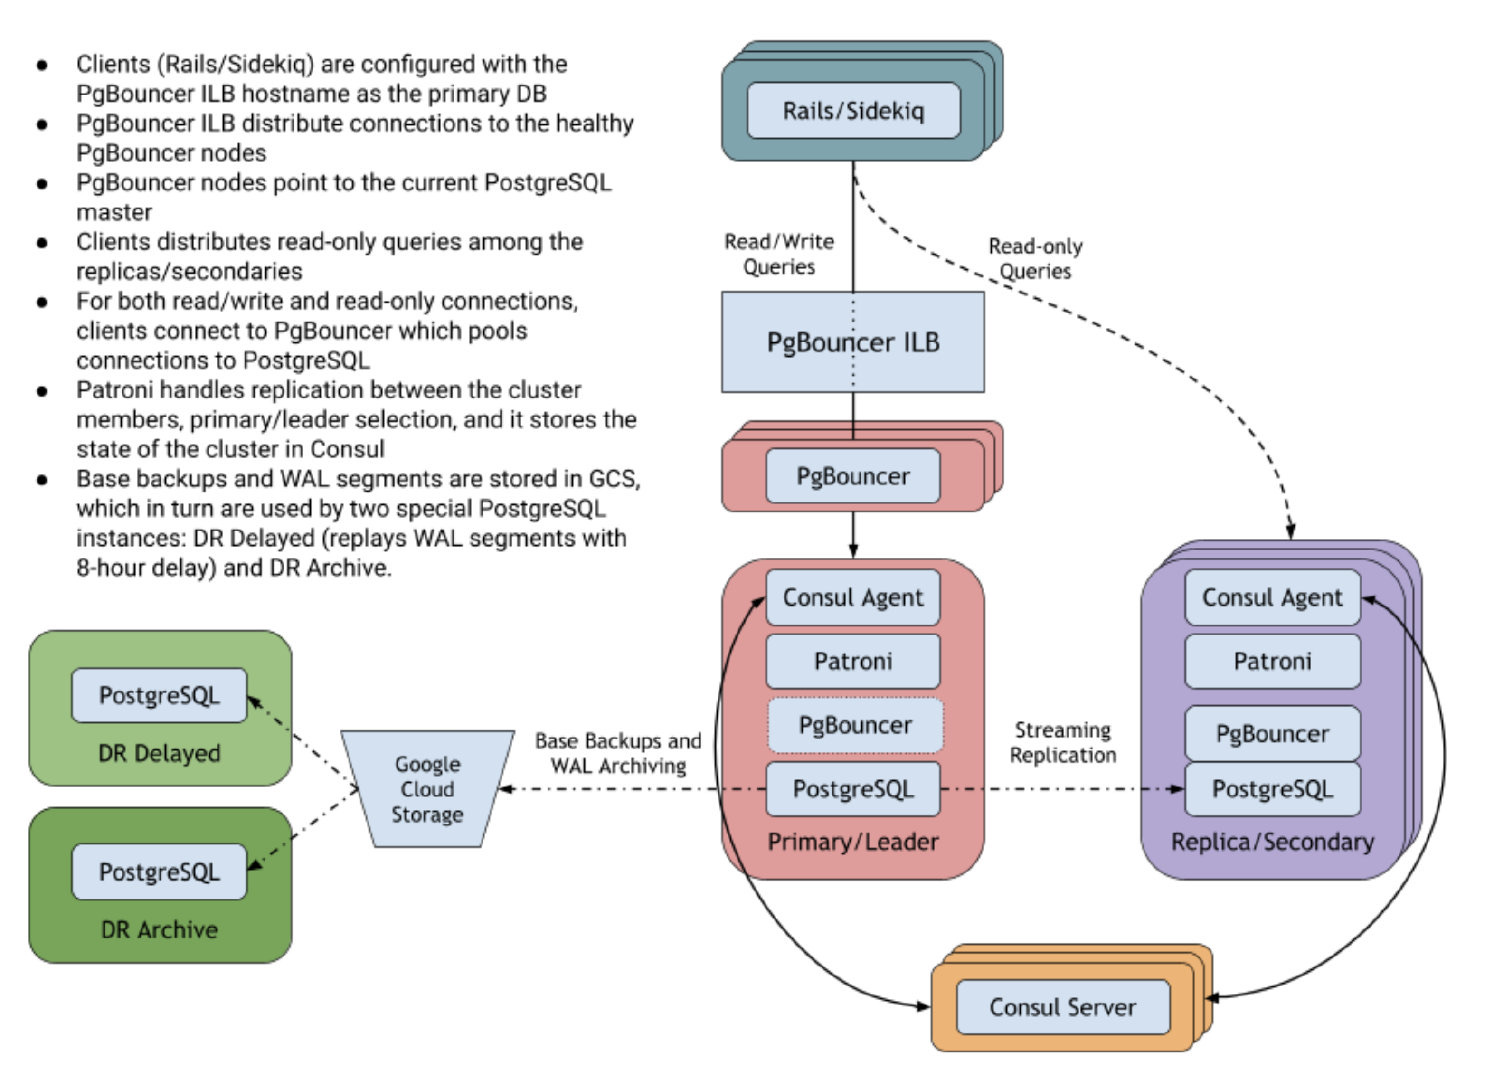 ● Clients (Rails/Sidekiq) are configured with the
PgBouncer ILB hostname as the primary DB
● PgBouncer ILB distribute connections to the healthy
PgBouncer nodes
● PgBouncer nodes point to the current PostgreSQL
master
● Clients distributes read-only queries among the
replicas/secondaries
● For both read/write and read-only connections,
clients connect to PgBouncer which pools
connections to PostgreSQL
● Patroni handles replication between the cluster
members, primary/leader selection, and it stores the
state of the cluster in Consul
● Base backups and WAL segments are stored in GCS,
which in turn are used by two special PostgreSQL
instances: DR Delayed (replays WAL segments with
8-hour delay) and DR Archive.
Rails/Sidekiq
Read/Write
Queries
Read-only
Queries
PgBouncer ILB
PgBouncer
Consul Agent
Patroni
PgBouncer
PostgreSQL
Primary/Leader
Streaming
Replication
Consul Agent
Patroni
PgBouncer
PostgreSQL
Replica/Secondary
Base Backups and
WAL Archiving
Google
Cloud
Storage
PostgreSQL
DR Delayed
PostgreSQL
DR Archive
Consul Server